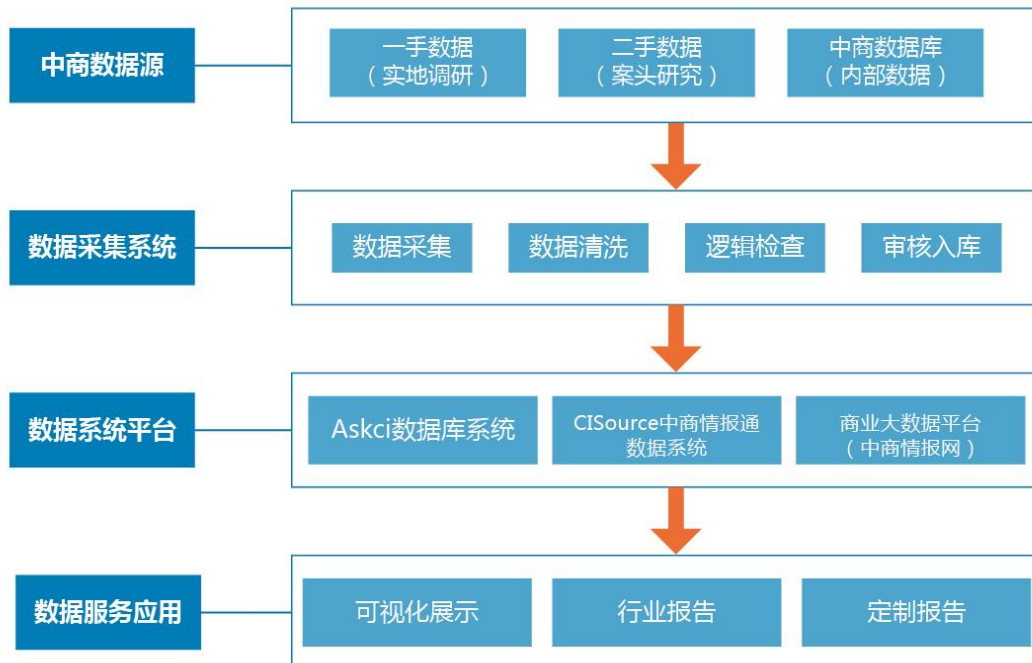 中商数据源
一手数据
（实地调研）
二手数据
（案头研究）
中商数据库
（内部数据）
数据采集系统
数据采集
数据清洗
逻辑检查
审核入库
数据系统平台
Askci数据库系统
CISource中商情报通
数据系统
商业大数据平台
（中商情报网）
数据服务应用
可视化展示
行业报告
定制报告